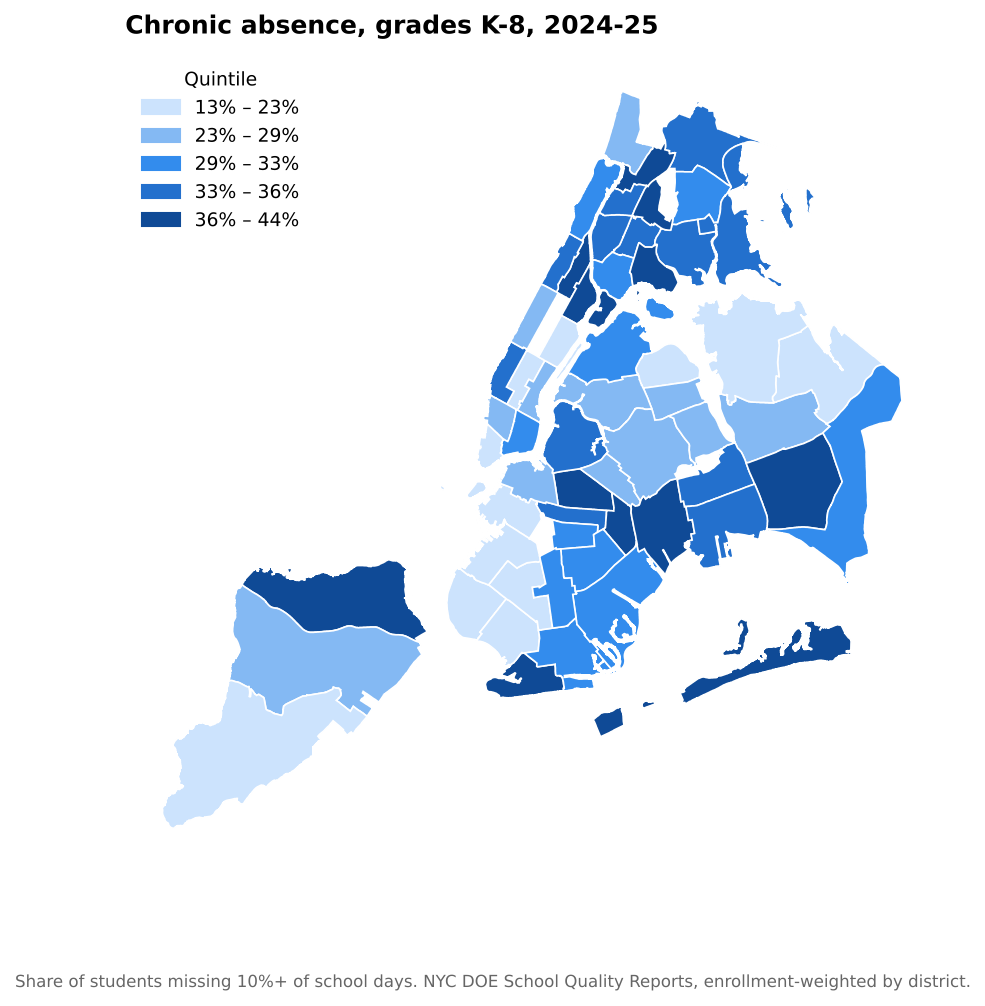 Chronic absence, grades K-8, 2024-25
Quintile
13% – 23%
23% – 29%
29% – 33%
33% – 36%
36% – 44%
Share of students missing 10%+ of school days. NYC DOE School Quality Reports, enrollment-weighted by district.